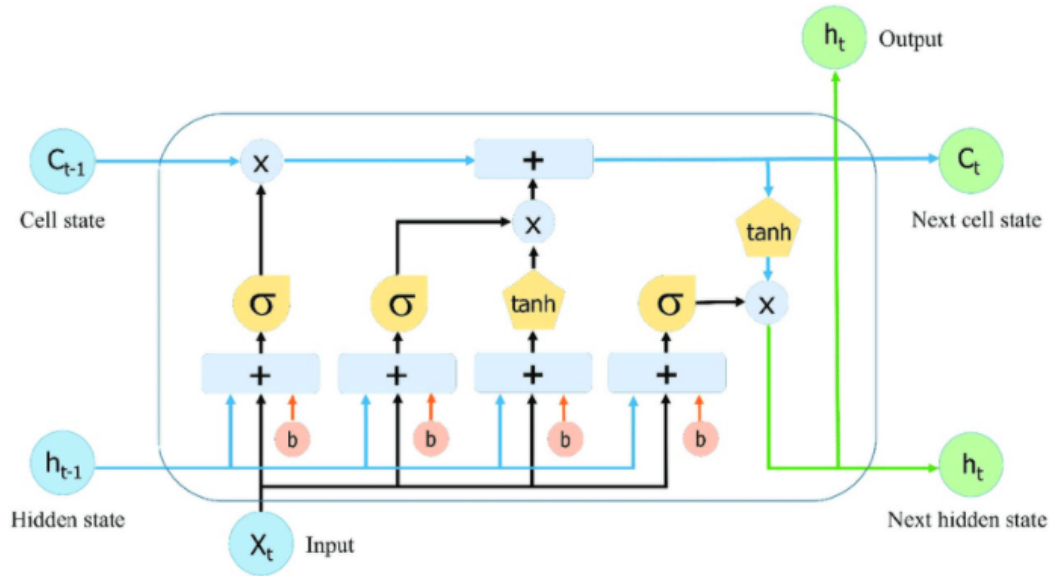 hₜ Output
Cₜ₋₁ x + Cₜ
Cell state Next cell state
x tanh
σ σ tanh σ x
+ + + +
b b b b
hₜ₋₁ hₜ
Hidden state Next hidden state
Xₜ Input